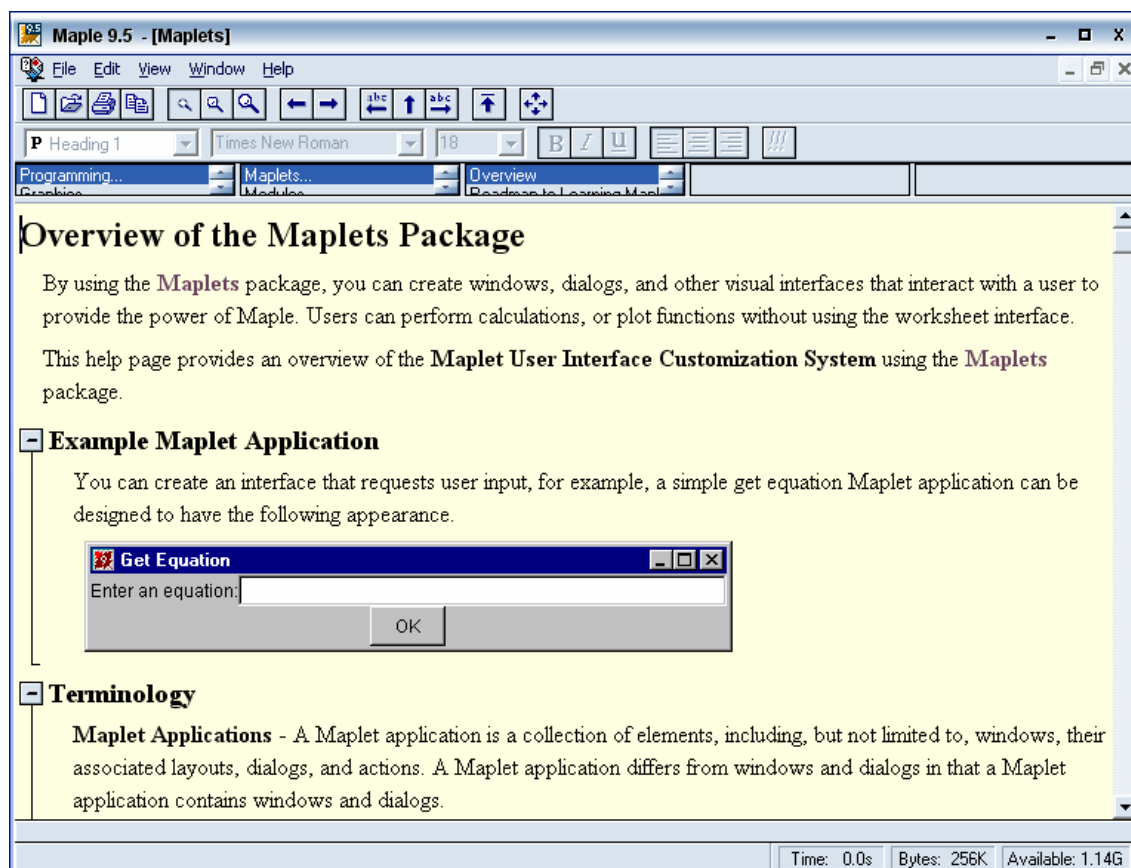 Maple 9.5 - [Maplets]
File Edit View Window Help
P Heading 1 Times New Roman 18 B I U
Programming... Maplets... Overview
Graphics Modules Roadmap to Learning Mapl
Overview of the Maplets Package
By using the Maplets package, you can create windows, dialogs, and other visual interfaces that interact with a user to
provide the power of Maple. Users can perform calculations, or plot functions without using the worksheet interface.
This help page provides an overview of the Maplet User Interface Customization System using the Maplets
package.
Example Maplet Application
You can create an interface that requests user input, for example, a simple get equation Maplet application can be
designed to have the following appearance.
Get Equation
Enter an equation:
OK
Terminology
Maplet Applications - A Maplet application is a collection of elements, including, but not limited to, windows, their
associated layouts, dialogs, and actions. A Maplet application differs from windows and dialogs in that a Maplet
application contains windows and dialogs.
Time: 0.0s Bytes: 256K Available: 1.14G